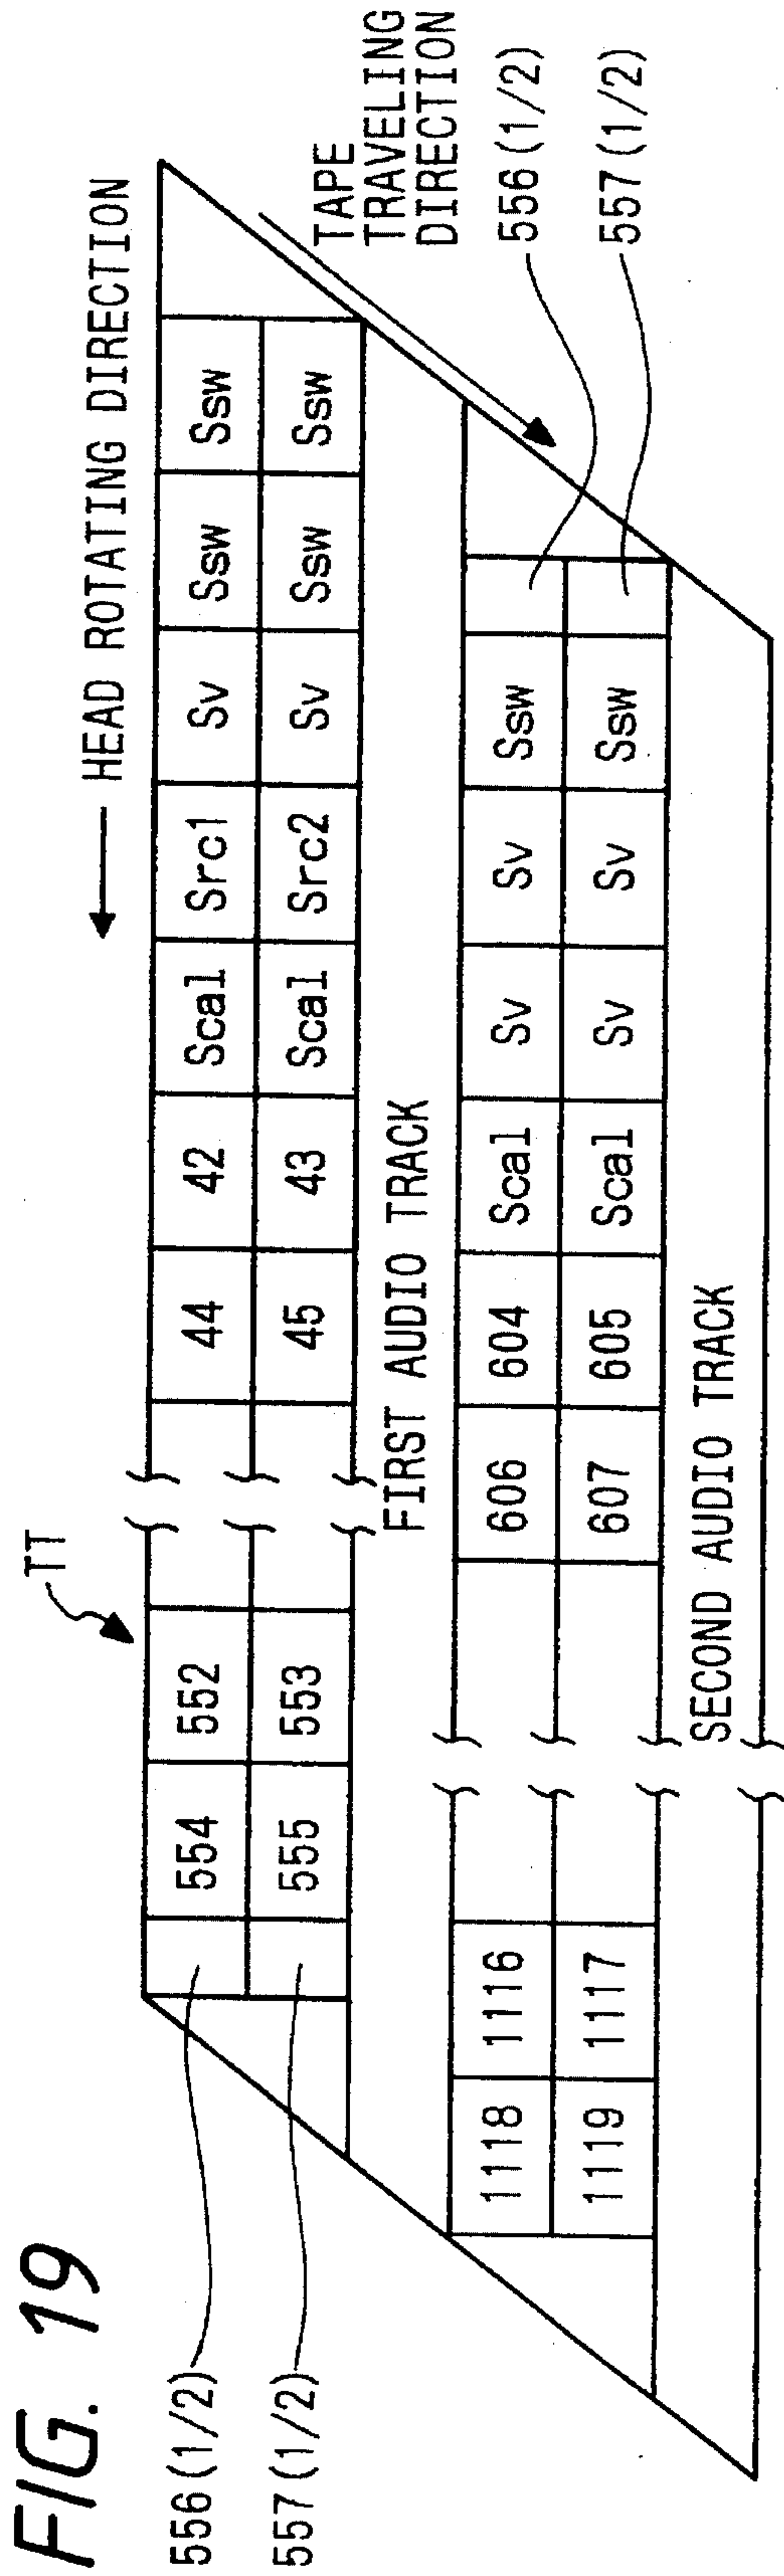 FIG. 19
HEAD ROTATING DIRECTION
TT
556(1/2) 554 552 44 42 Scal Src1 Sv Ssw Ssw
557(1/2) 555 553 45 43 Scal Src2 Sv Ssw Ssw
TAPE
TRAVELING
DIRECTION
FIRST AUDIO TRACK
1118 1116 606 604 Scal Sv Sv Ssw 556(1/2)
1119 1117 607 605 Scal Sv Sv Ssw 557(1/2)
SECOND AUDIO TRACK